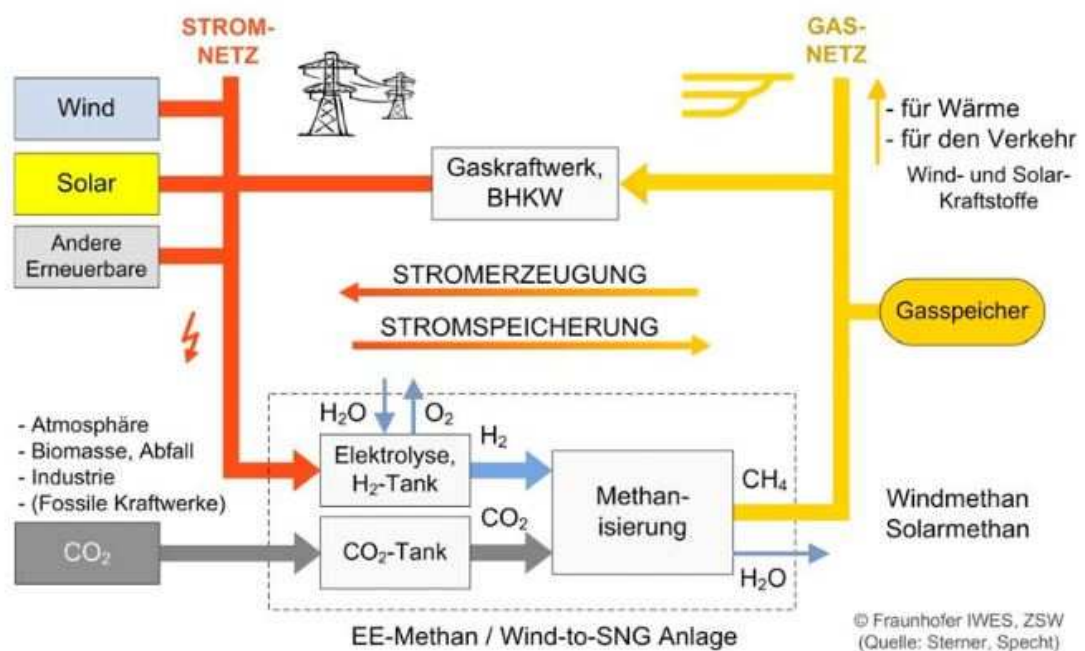 STROM-
NETZ
GAS-
NETZ
Wind
Solar
Andere
Erneuerbare
Gaskraftwerk,
BHKW
- für Wärme
- für den Verkehr
Wind- und Solar-
Kraftstoffe
STROMERZEUGUNG
STROMSPEICHERUNG
Gasspeicher
- Atmosphäre
- Biomasse, Abfall
- Industrie
- (Fossile Kraftwerke)
CO₂
H₂O
O₂
Elektrolyse,
H₂-Tank
H₂
CO₂-Tank
CO₂
Methan-
isierung
CH₄
H₂O
Windmethan
Solarmethan
EE-Methan / Wind-to-SNG Anlage
© Fraunhofer IWES, ZSW
(Quelle: Sterner, Specht)